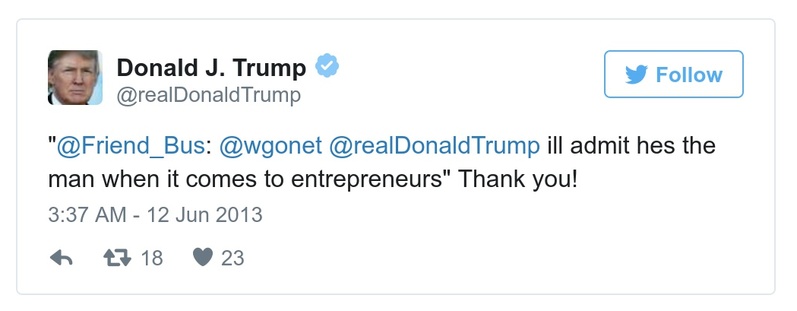 Donald J. Trump
@realDonaldTrump
Follow
"@Friend_Bus: @wgonet @realDonaldTrump ill admit hes the
man when it comes to entrepreneurs" Thank you!
3:37 AM - 12 Jun 2013
18 23